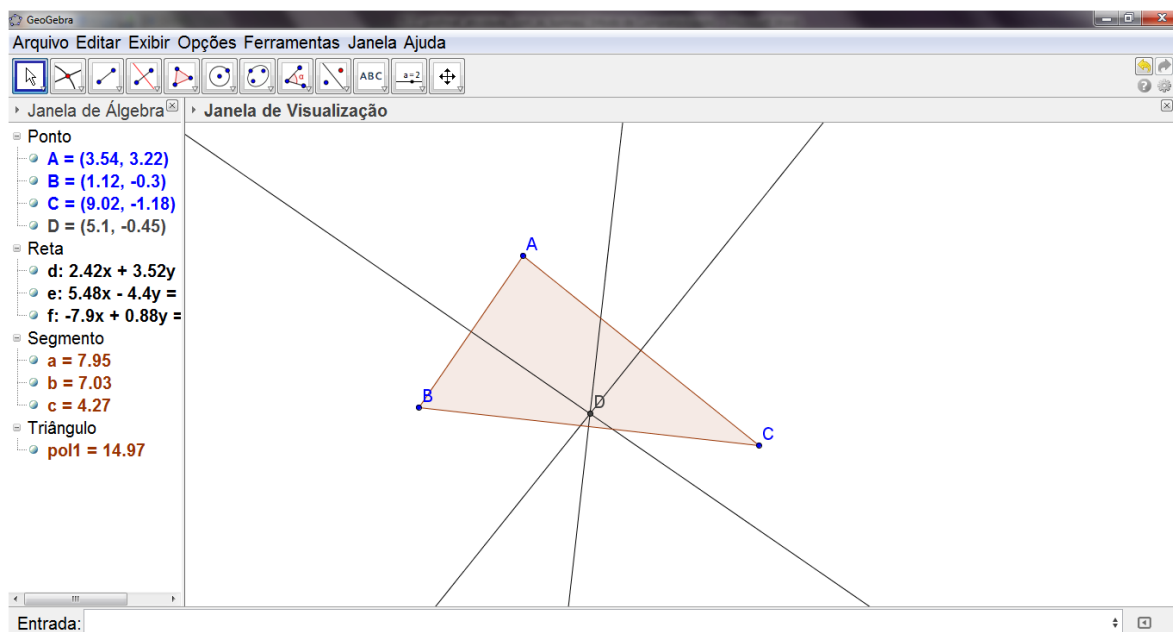 GeoGebra
Arquivo Editar Exibir Opções Ferramentas Janela Ajuda
α ABC a=2
Janela de Álgebra
Janela de Visualização
Ponto
A = (3.54, 3.22)
B = (1.12, -0.3)
C = (9.02, -1.18)
D = (5.1, -0.45)
Reta
d: 2.42x + 3.52y
e: 5.48x - 4.4y =
f: -7.9x + 0.88y =
Segmento
a = 7.95
b = 7.03
c = 4.27
Triângulo
pol1 = 14.97
A
B
D
C
Entrada: